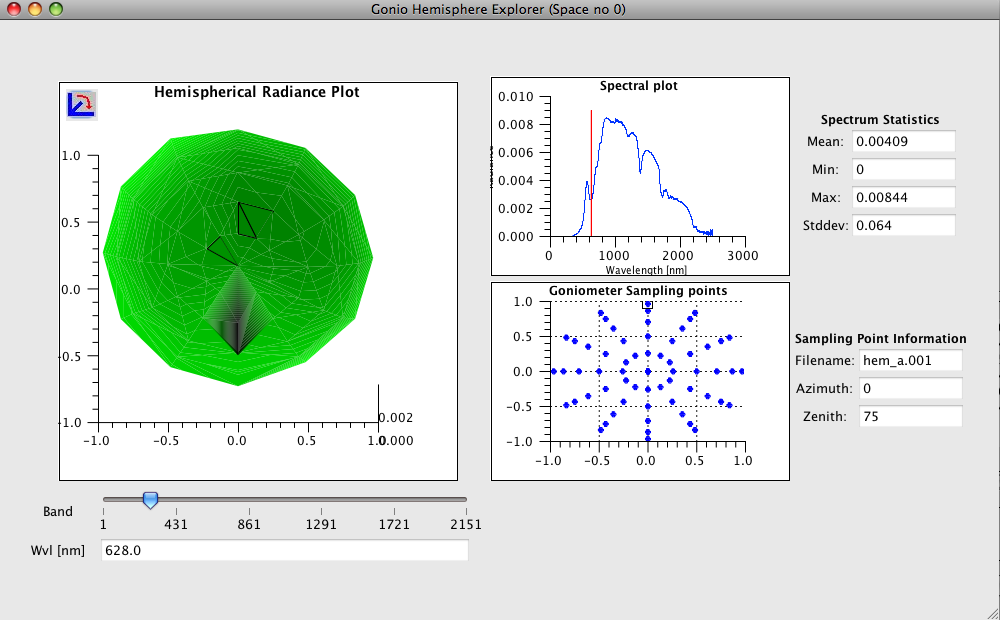 Gonio Hemisphere Explorer (Space no 0)
Hemispherical Radiance Plot
1.0
0.5
0.0
-0.5
-1.0
-1.0 -0.5 0.0 0.5 1.0
0.002
0.000
Band
1 431 861 1291 1721 2151
Wvl [nm] 628.0
Spectral plot
0.010
0.008
0.006
0.004
0.002
0.000
0 1000 2000 3000
Wavelength [nm]
Spectrum Statistics
Mean: 0.00409
Min: 0
Max: 0.00844
Stddev: 0.064
Goniometer Sampling points
1.0
0.5
0.0
-0.5
-1.0
-1.0 -0.5 0.0 0.5 1.0
Sampling Point Information
Filename: hem_a.001
Azimuth: 0
Zenith: 75